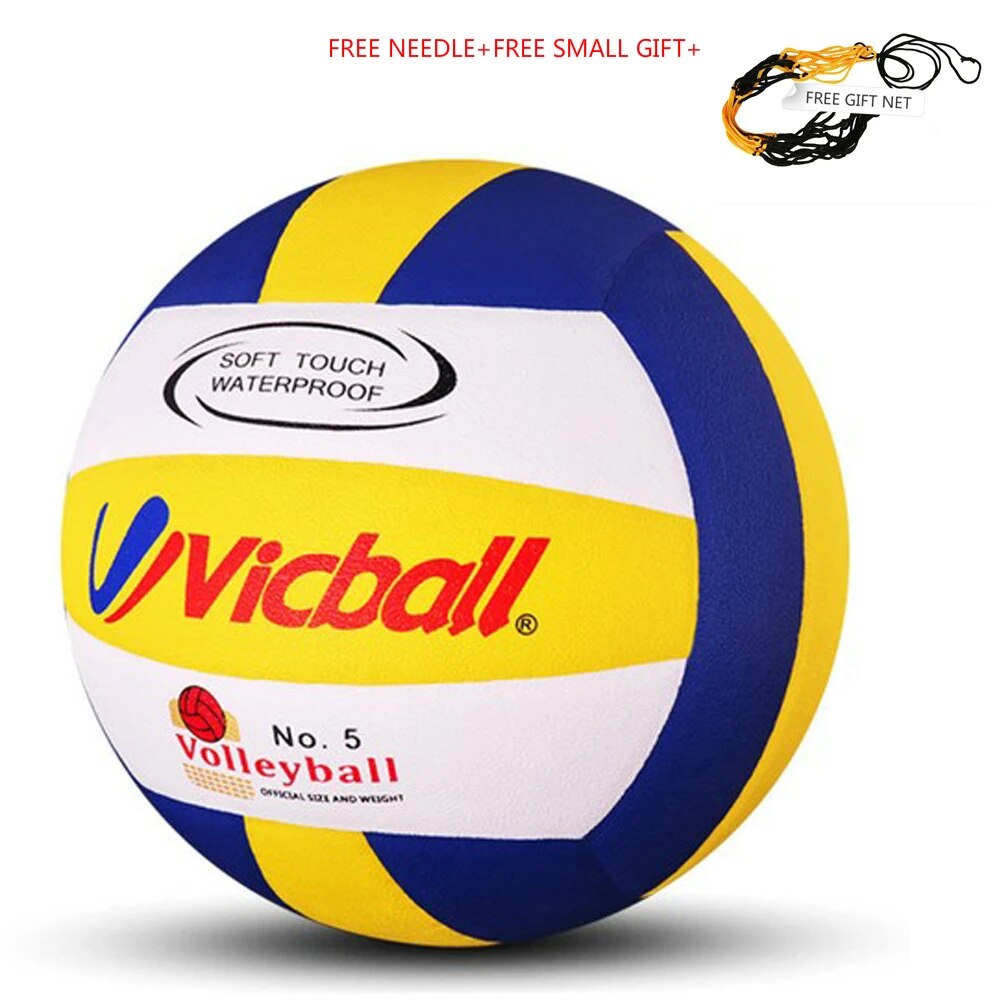 FREE NEEDLE+FREE SMALL GIFT+
FREE GIFT NET
SOFT TOUCH
WATERPROOF
Vicball®
No. 5
Volleyball
OFFICIAL SIZE AND WEIGHT